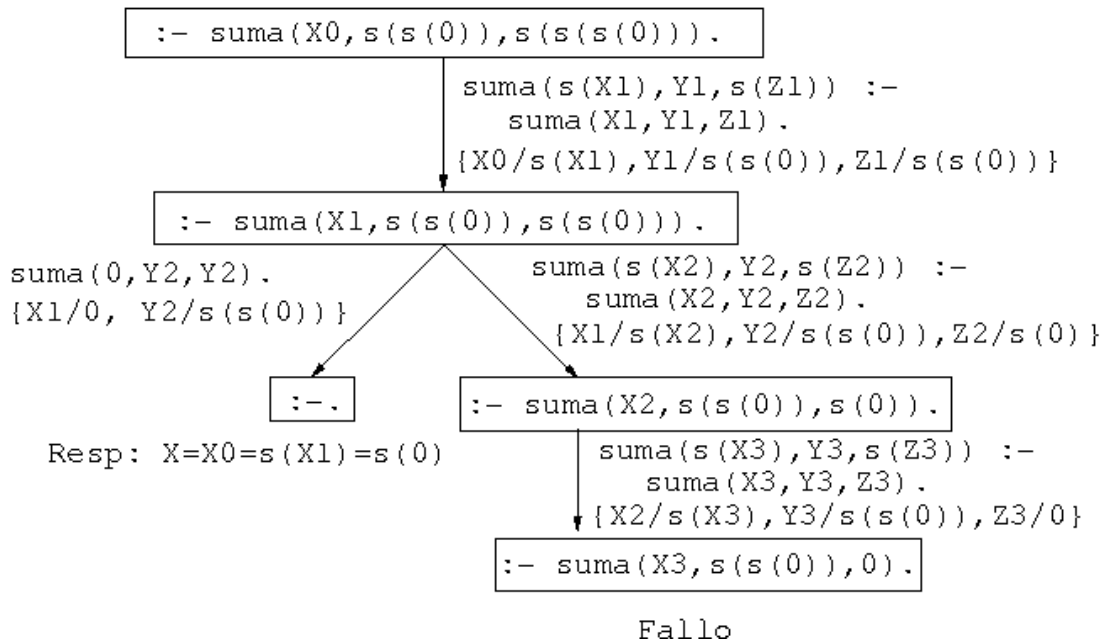 :- suma(X0,s(s(0)),s(s(s(0))).
suma(s(X1),Y1,s(Z1)) :-
suma(X1,Y1,Z1).
{X0/s(X1),Y1/s(s(0)),Z1/s(s(0))}
:- suma(X1,s(s(0)),s(s(0))).
suma(0,Y2,Y2).
{X1/0, Y2/s(s(0))}
suma(s(X2),Y2,s(Z2)) :-
suma(X2,Y2,Z2).
{X1/s(X2),Y2/s(s(0)),Z2/s(0)}
:-.
Resp: X=X0=s(X1)=s(0)
:- suma(X2,s(s(0)),s(0)).
suma(s(X3),Y3,s(Z3)) :-
suma(X3,Y3,Z3).
{X2/s(X3),Y3/s(s(0)),Z3/0}
:- suma(X3,s(s(0)),0).
Fallo